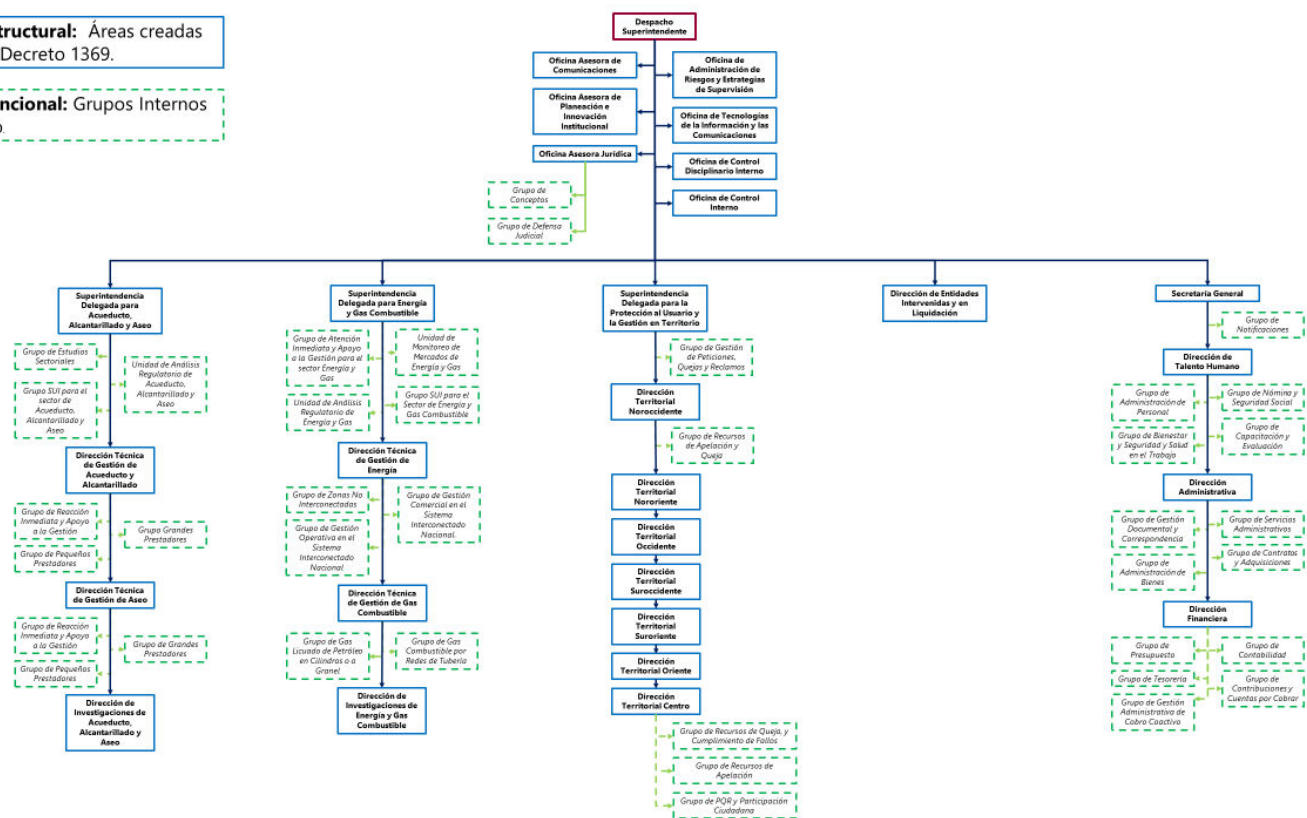 tructural: Áreas creadas
Decreto 1369.
ncional: Grupos Internos
Despacho
Superintendente
Oficina Asesora de
Comunicaciones
Oficina de
Administración de
Riesgos y Estrategias
de Supervisión
Oficina Asesora de
Planeación e
Innovación
Institucional
Oficina de Tecnologías
de la Información y las
Comunicaciones
Oficina Asesora Jurídica
Oficina de Control
Disciplinario Interno
Grupo de
Conceptos
Oficina de Control
Interno
Grupo de Defensa
Judicial
Superintendencia
Delegada para
Acueducto,
Alcantarillado y Aseo
Grupo de Estudios
Sectoriales
Unidad de Análisis
Regulatorio de
Acueducto,
Alcantarillado y
Aseo
Grupo SUI para el
sector de
Acueducto,
Alcantarillado y
Aseo
Dirección Técnica
de Gestión de
Acueducto y
Alcantarillado
Grupo de Reacción
Inmediata y Apoyo
a la Gestión
Grupo Grandes
Prestadores
Grupo de Pequeños
Prestadores
Dirección Técnica
de Gestión de Aseo
Grupo de Reacción
Inmediata y Apoyo
a la Gestión
Grupo de Grandes
Prestadores
Grupo de Pequeños
Prestadores
Dirección de
Investigaciones de
Acueducto,
Alcantarillado y
Aseo
Superintendencia
Delegada para Energía
y Gas Combustible
Grupo de Atención
Inmediata y Apoyo
a la Gestión para el
sector Energía y
Gas
Unidad de
Monitoreo de
Mercados de
Energía y Gas
Unidad de Análisis
Regulatorio de
Energía y Gas
Grupo SUI para el
Sector de Energía y
Gas Combustible
Dirección Técnica
de Gestión de
Energía
Grupo de Zonas No
Interconectadas
Grupo de Gestión
Comercial en el
Sistema
Interconectado
Nacional.
Grupo de Gestión
Operativa en el
Sistema
Interconectado
Nacional
Dirección Técnica
de Gestión de Gas
Combustible
Grupo de Gas
Licuado de Petróleo
en Cilindros o a
Granel
Grupo de Gas
Combustible por
Redes de Tubería
Dirección de
Investigaciones de
Energía y Gas
Combustible
Superintendencia
Delegada para la
Protección al Usuario y
la Gestión en Territorio
Grupo de Gestión
de Peticiones,
Quejas y Reclamos
Dirección
Territorial
Noroccidente
Grupo de Recursos
de Apelación y
Queja
Dirección
Territorial
Nororiente
Dirección
Territorial
Occidente
Dirección
Territorial
Suroccidente
Dirección
Territorial
Suroriente
Dirección
Territorial Oriente
Dirección
Territorial Centro
Grupo de Recursos de Queja, y
Cumplimiento de Fallos
Grupo de Recursos de
Apelación
Grupo de PQR y Participación
Ciudadana
Dirección de Entidades
Intervenidas y en
Liquidación
Secretaría General
Grupo de
Notificaciones
Dirección de
Talento Humano
Grupo de
Administración de
Personal
Grupo de Nómina y
Seguridad Social
Grupo de Bienestar
y Seguridad y Salud
en el Trabajo
Grupo de
Capacitación y
Evaluación
Dirección
Administrativa
Grupo de Gestión
Documental y
Correspondencia
Grupo de Servicios
Administrativos
Grupo de
Administración de
Bienes
Grupo de Contratos
y Adquisiciones
Dirección
Financiera
Grupo de
Presupuesto
Grupo de
Contabilidad
Grupo de Tesorería
Grupo de
Contribuciones y
Cuentas por Cobrar
Grupo de Gestión
Administrativa de
Cobro Coactivo